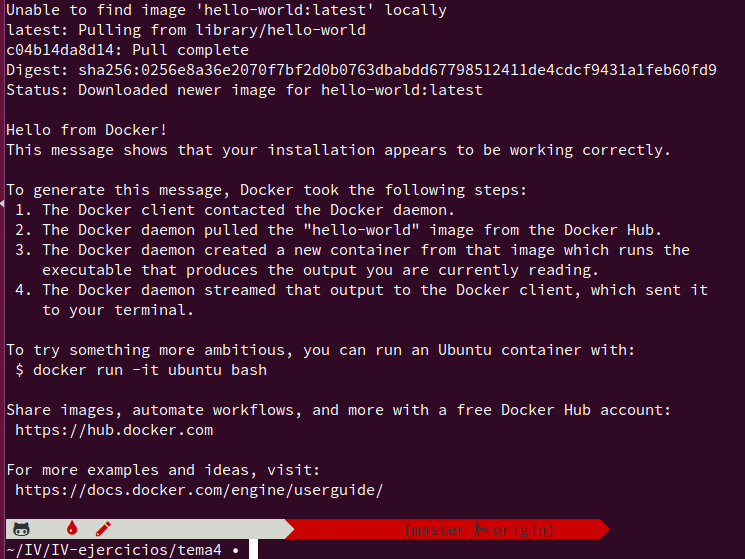 Unable to find image 'hello-world:latest' locally
latest: Pulling from library/hello-world
c04b14da8d14: Pull complete
Digest: sha256:0256e8a36e2070f7bf2d0b0763dbabdd67798512411de4cdcf9431a1feb60fd9
Status: Downloaded newer image for hello-world:latest

Hello from Docker!
This message shows that your installation appears to be working correctly.

To generate this message, Docker took the following steps:
 1. The Docker client contacted the Docker daemon.
 2. The Docker daemon pulled the "hello-world" image from the Docker Hub.
 3. The Docker daemon created a new container from that image which runs the
    executable that produces the output you are currently reading.
 4. The Docker daemon streamed that output to the Docker client, which sent it
    to your terminal.

To try something more ambitious, you can run an Ubuntu container with:
 $ docker run -it ubuntu bash

Share images, automate workflows, and more with a free Docker Hub account:
 https://hub.docker.com

For more examples and ideas, visit:
 https://docs.docker.com/engine/userguide/

(master origin)
~/IV/IV-ejercicios/tema4 •